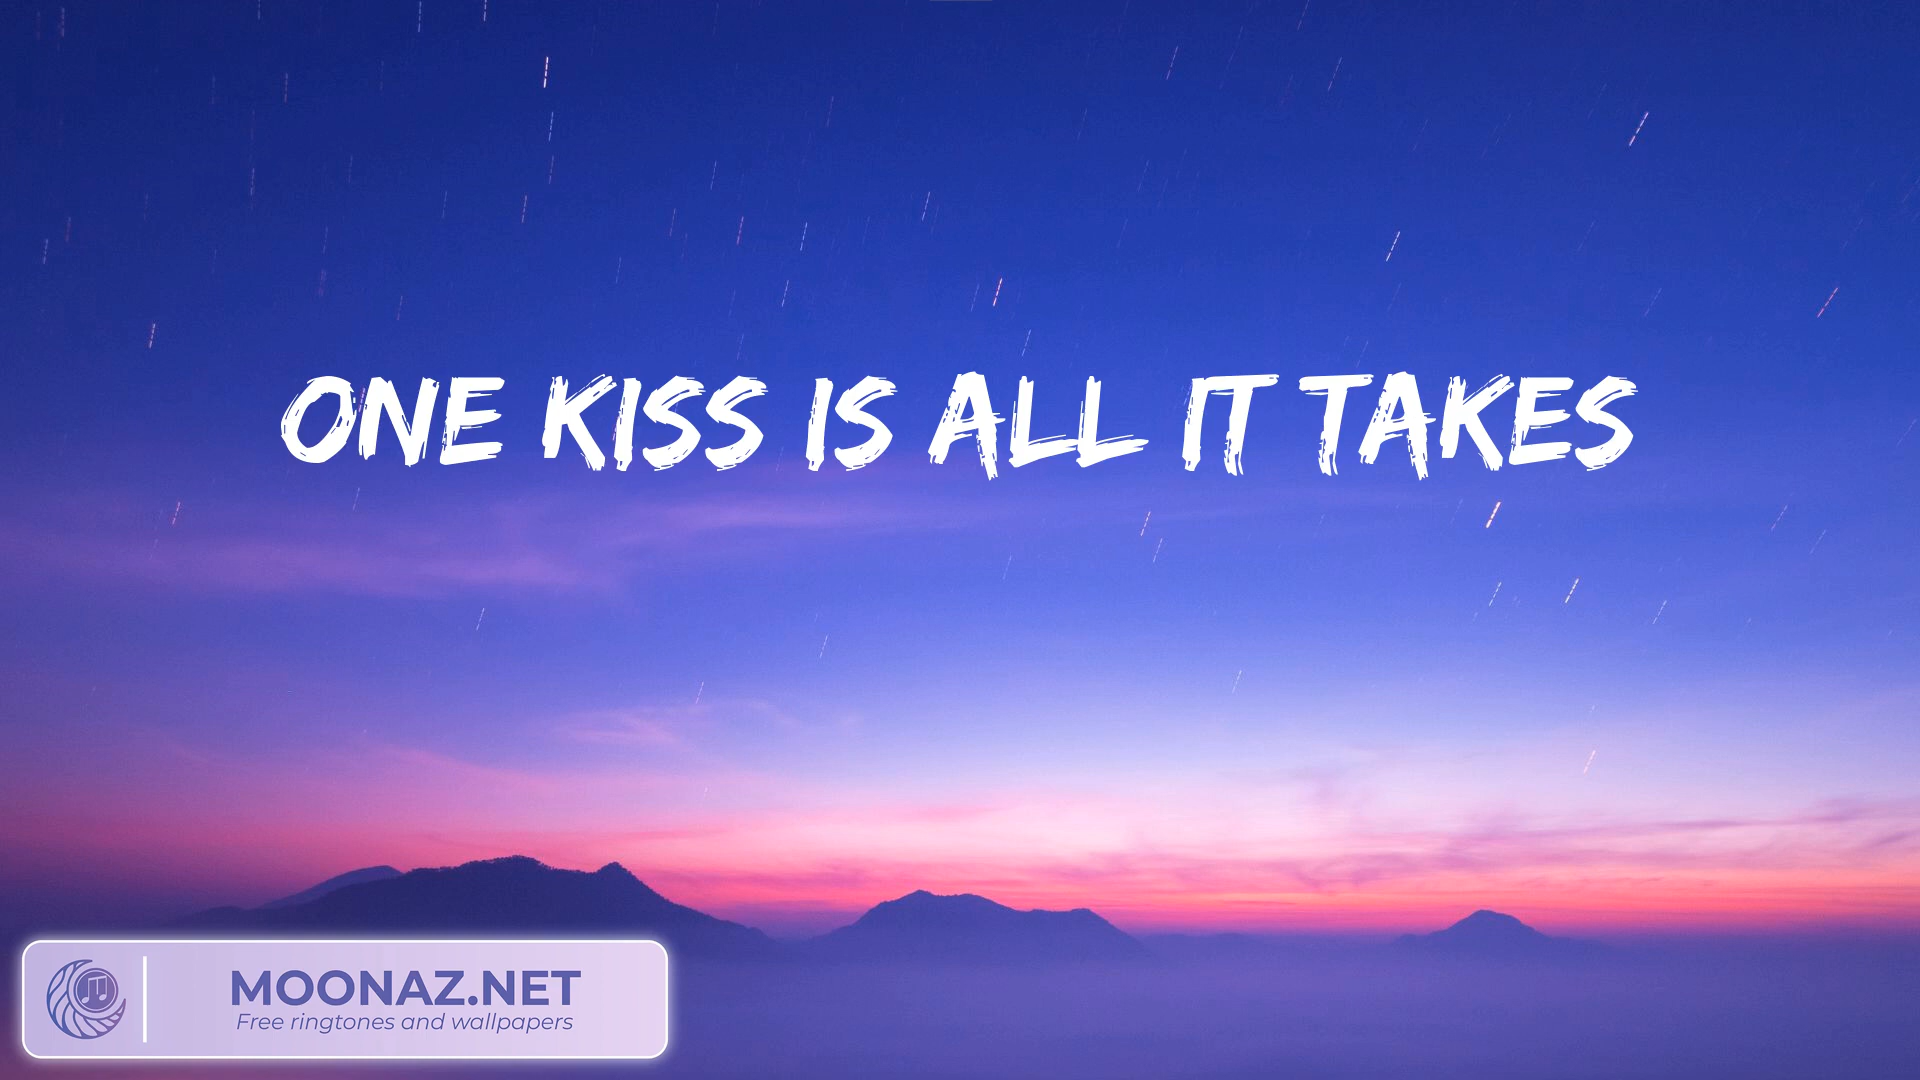 ONE KISS IS ALL IT TAKES
MOONAZ.NET
Free ringtones and wallpapers